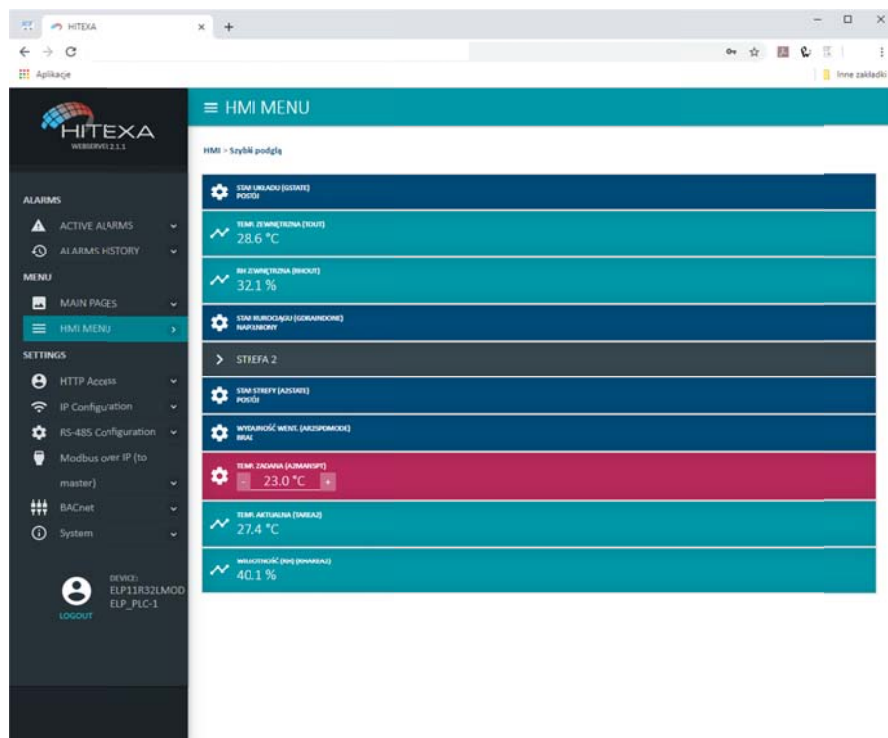 HITEXA
Aplikacje
Inne zakładki
HITEXA
WEBSERVER 2.1.1
ALARMS
ACTIVE ALARMS
ALARMS HISTORY
MENU
MAIN PAGES
HMI MENU
SETTINGS
HTTP Access
IP Configuration
RS-485 Configuration
Modbus over IP (to
master)
BACnet
System
DEVICE:
ELP11R32LMOD
ELP_PLC-1
LOGOUT
HMI MENU
HMI > Szybki podglą
STAN UKŁADU (GSTATE)
POSTÓJ
TEMP. ZEWNĘTRZNA (TOUT)
28.6 °C
RH ZEWNĘTRZNA (RHOUT)
32.1 %
STAN RUROCIĄGU (GDRAINDONE)
NAPEŁNIONY
STREFA 2
STAN STREFY (A2STATE)
POSTÓJ
WYDAJNOŚĆ WENT. (AR2SPDMODE)
BRAK
TEMP. ZADANA (A2MANSPT)
- 23.0 °C +
TEMP. AKTUALNA (TAREA2)
27.4 °C
WILGOTNOŚĆ (RH) (RHAREA2)
40.1 %